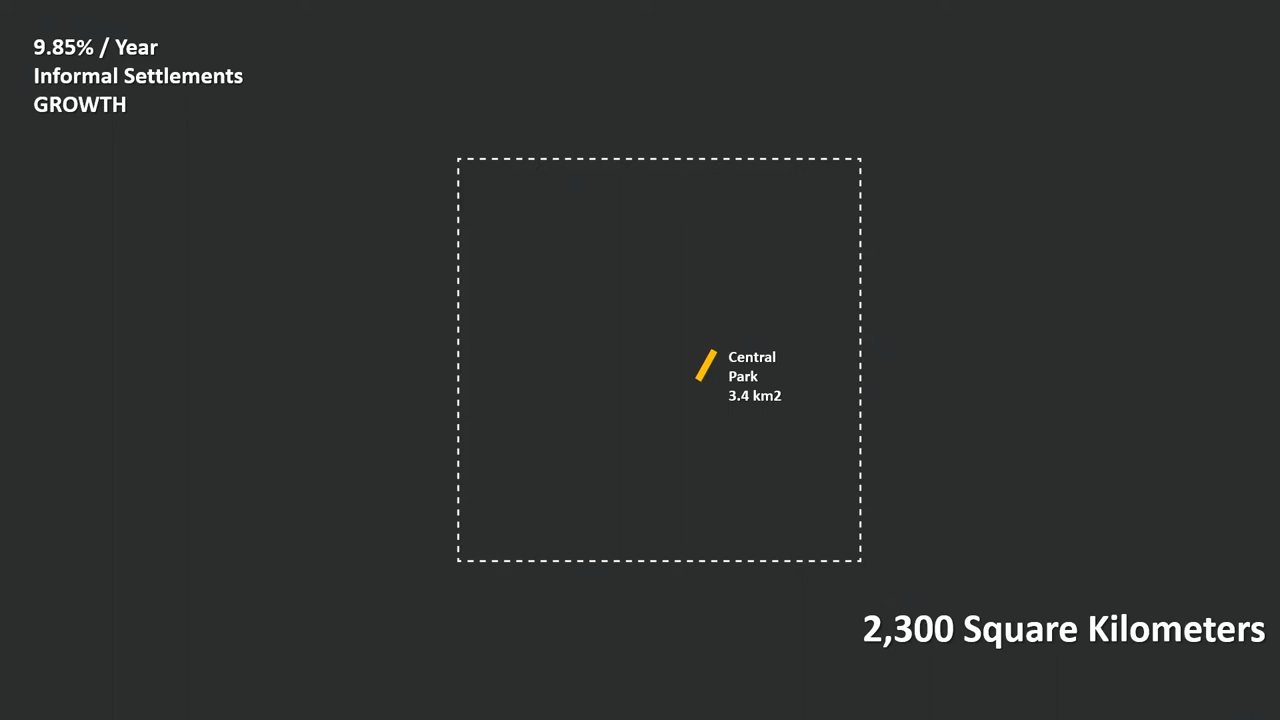 9.85% / Year
Informal Settlements
GROWTH
Central
Park
3.4 km2
2,300 Square Kilometers